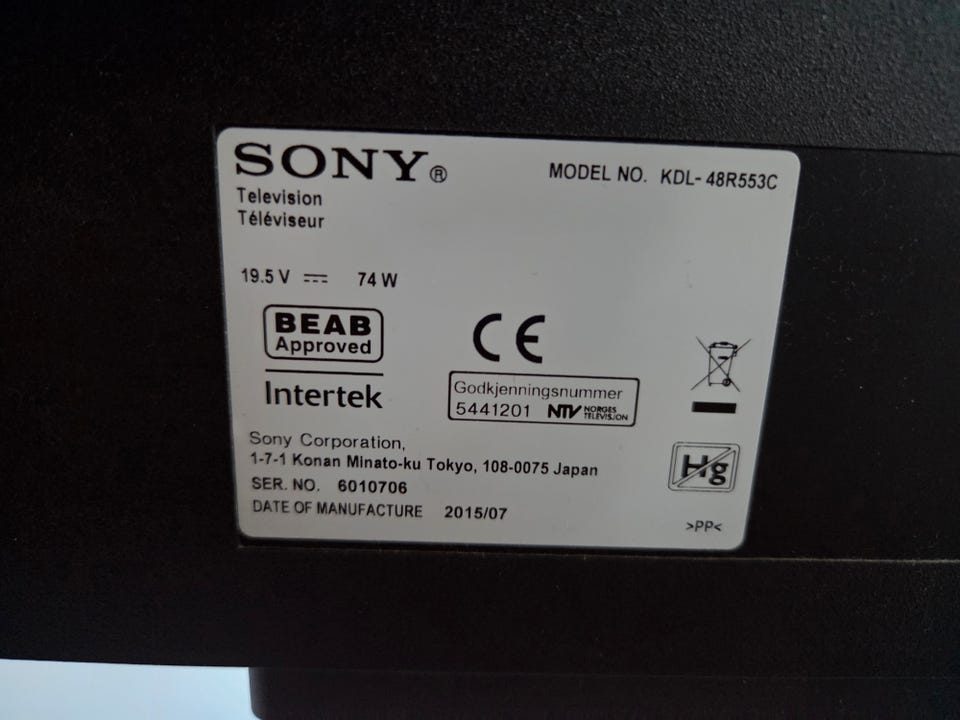 SONY®
MODEL NO. KDL-48R553C
Television
Téléviseur
19.5 V ⎓ 74 W
BEAB
Approved
Intertek
CE
Godkjenningsnummer
5441201 NTV NORGES TELEVISJON
Sony Corporation,
1-7-1 Konan Minato-ku Tokyo, 108-0075 Japan
SER. NO. 6010706
DATE OF MANUFACTURE 2015/07
Hg
>PP<